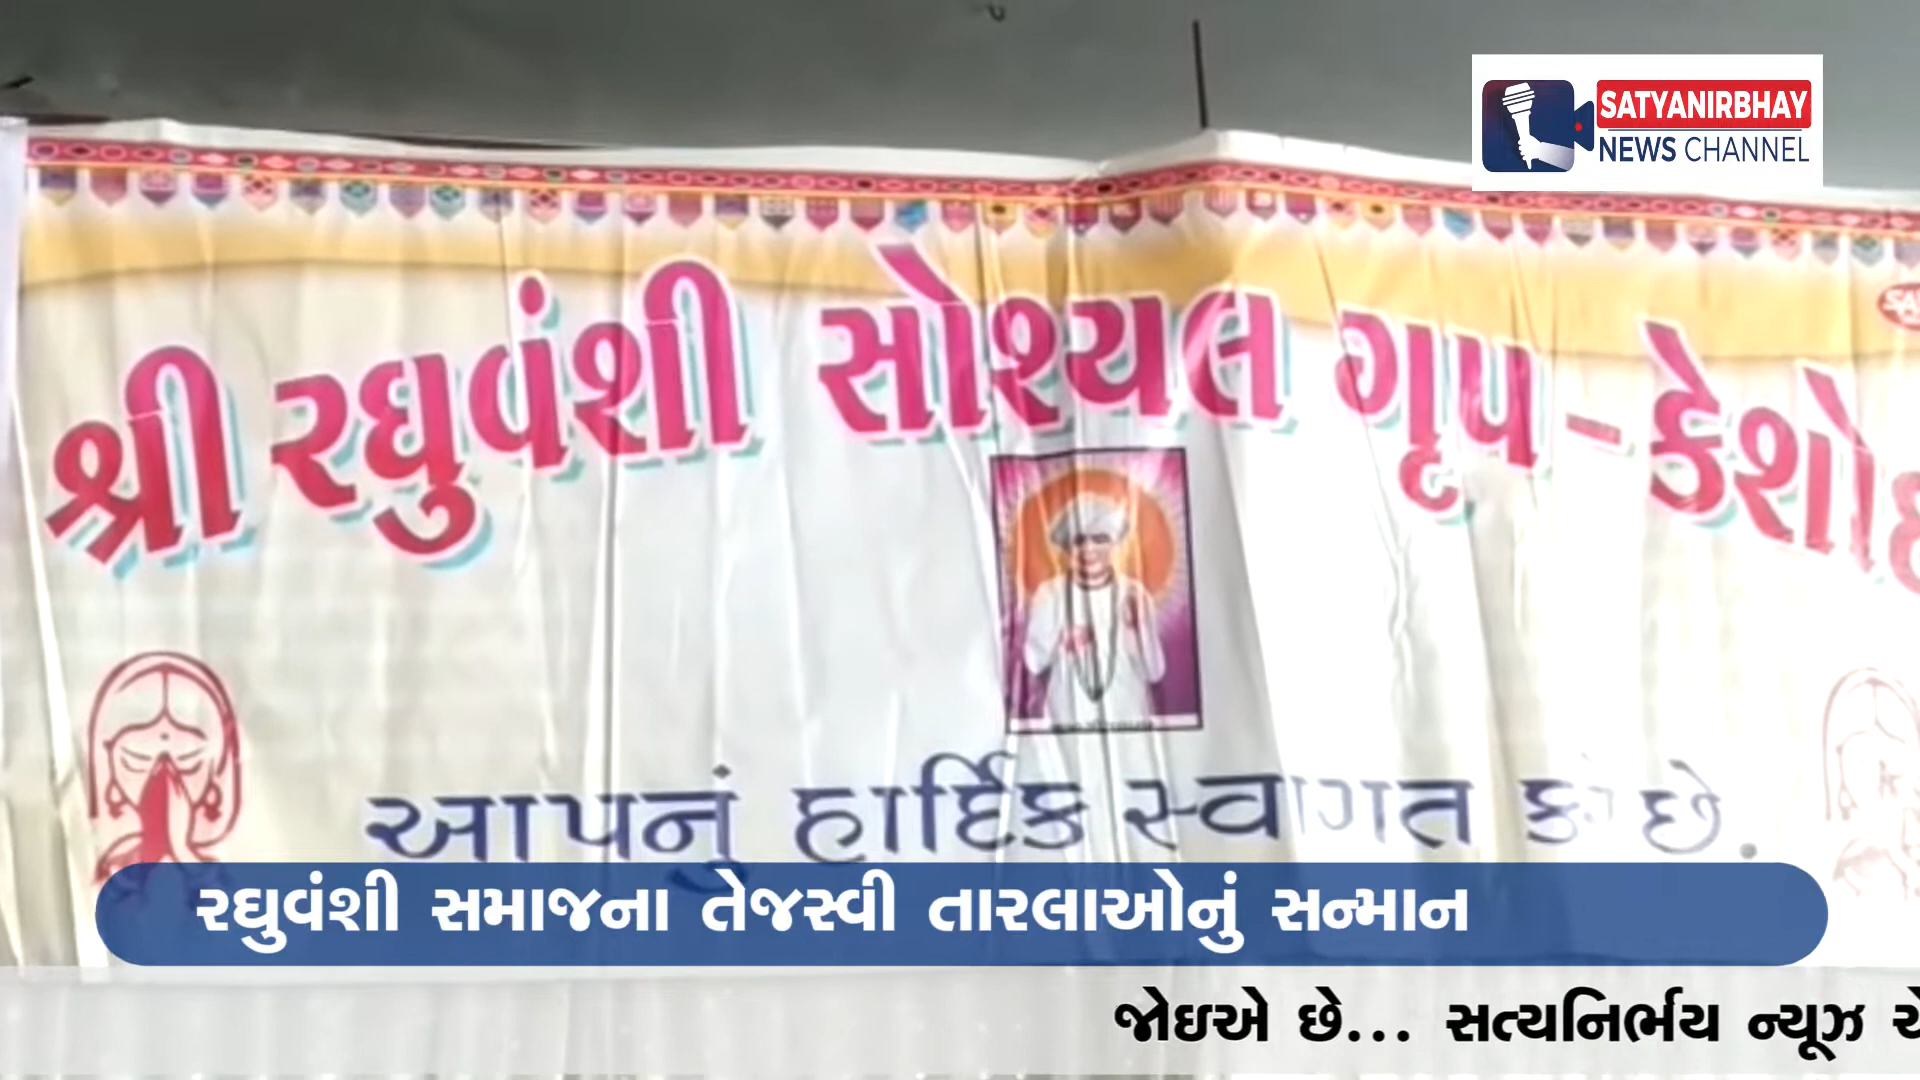 SATYANIRBHAY
NEWS CHANNEL
શ્રી રઘુવંશી સોશ્યલ ગૃપ - કેશોદ
આપનું હાર્દિક સ્વાગત કરે છે.
રઘુવંશી સમાજના તેજસ્વી તારલાઓનું સન્માન
જોઇએ છે... સત્યનિર્ભય ન્યૂઝ